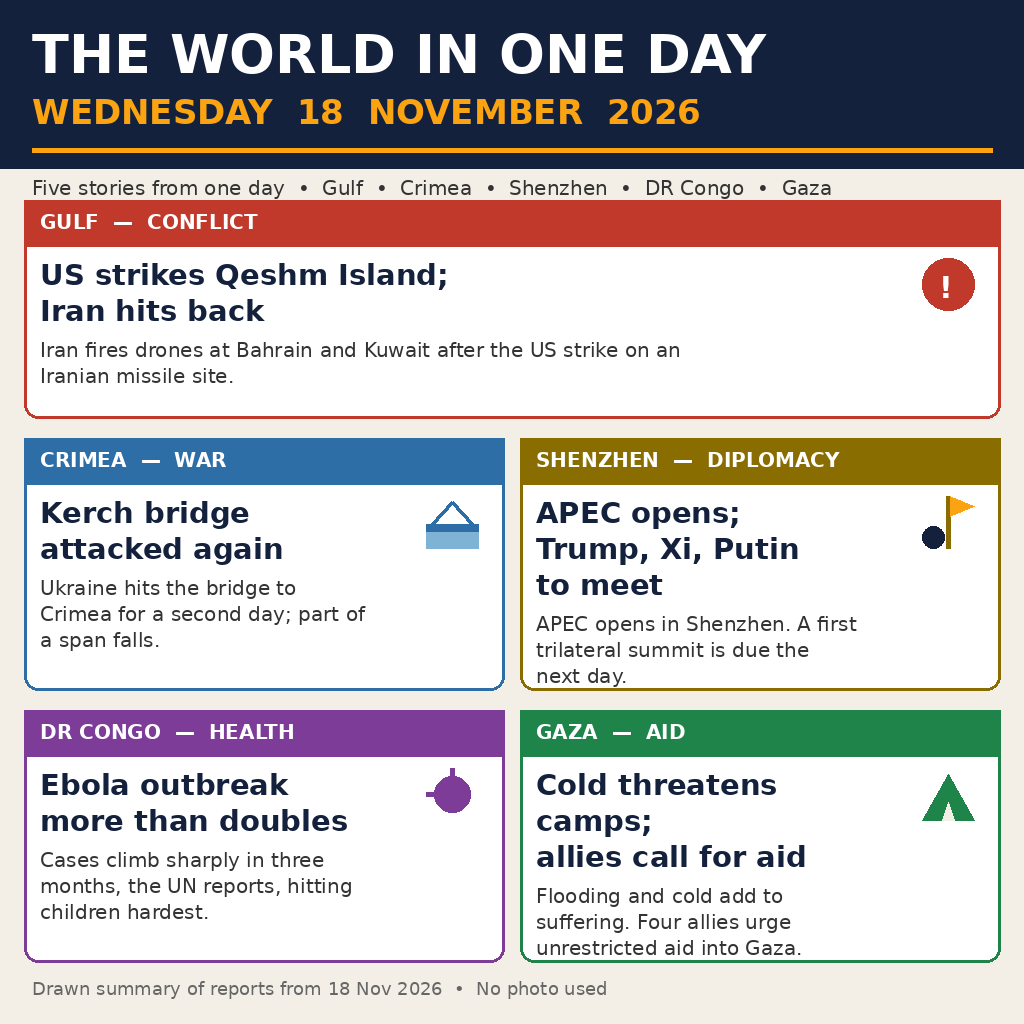 THE WORLD IN ONE DAY
WEDNESDAY 18 NOVEMBER 2026
Five stories from one day • Gulf • Crimea • Shenzhen • DR Congo • Gaza
GULF — CONFLICT
US strikes Qeshm Island;
Iran hits back
!
Iran fires drones at Bahrain and Kuwait after the US strike on an
Iranian missile site.
CRIMEA — WAR
Kerch bridge
attacked again
Ukraine hits the bridge to
Crimea for a second day; part of
a span falls.
SHENZHEN — DIPLOMACY
APEC opens;
Trump, Xi, Putin
to meet
APEC opens in Shenzhen. A first
trilateral summit is due the
next day.
DR CONGO — HEALTH
Ebola outbreak
more than doubles
Cases climb sharply in three
months, the UN reports, hitting
children hardest.
GAZA — AID
Cold threatens
camps;
allies call for aid
Flooding and cold add to
suffering. Four allies urge
unrestricted aid into Gaza.
Drawn summary of reports from 18 Nov 2026 • No photo used